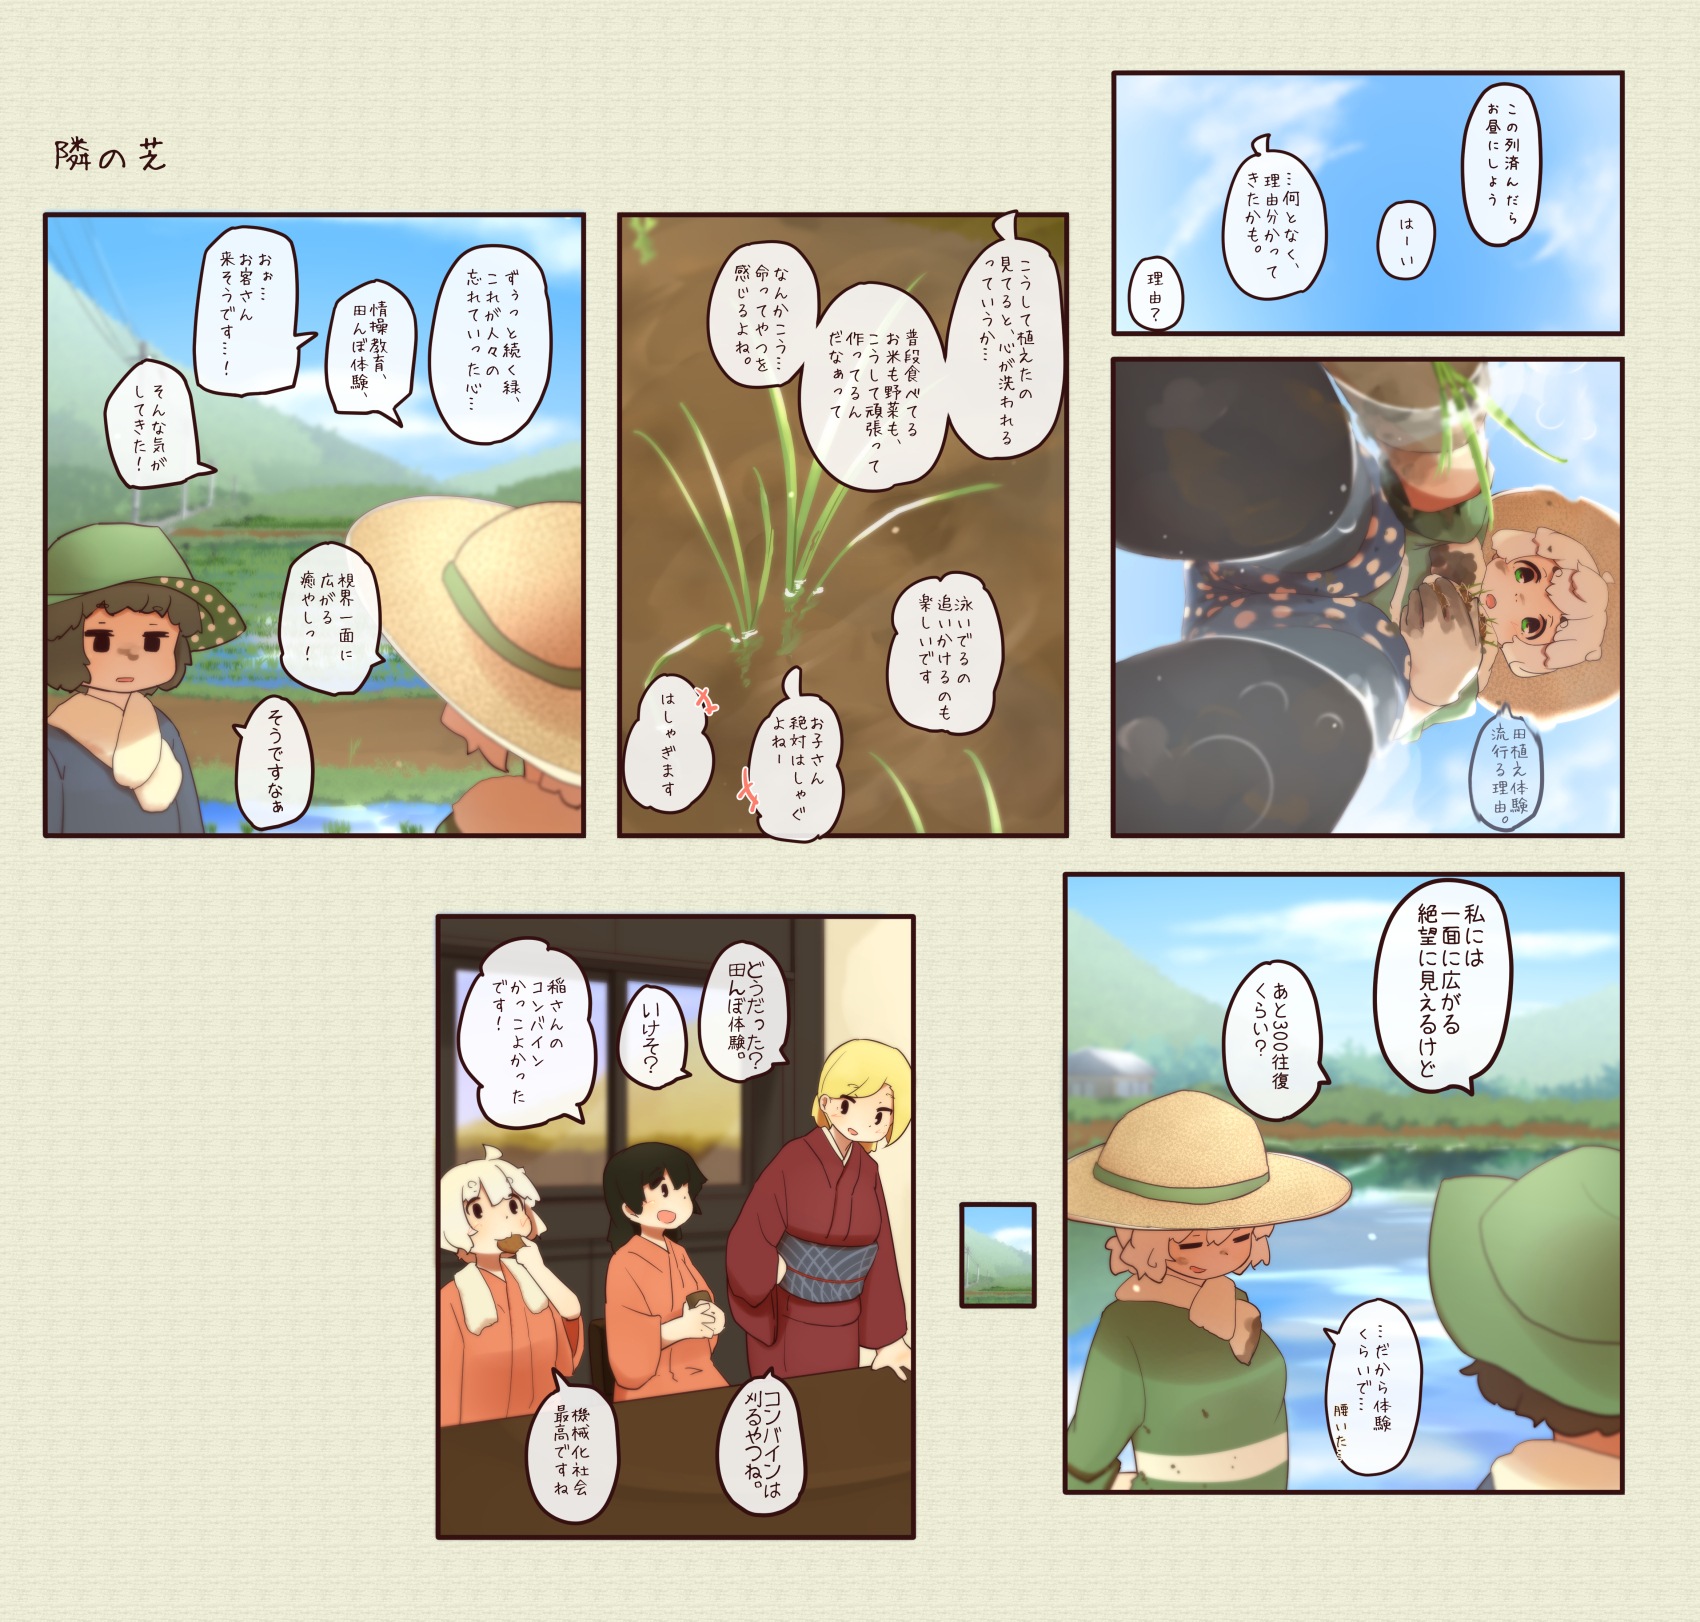 この列済んだら
お昼にしよう
はーい
…何となく、
理由分かって
きたかも。
理由？
田植え体験
流行る理由。
こうして植えたの
見てると、心が洗われる
っていうか…
普段食べてる
お米も野菜も、
こうして頑張って
作ってるん
だなぁって
なんかこう…
命ってやつを
感じるよね。
泳いでるの
追いかけるのも
楽しいです
お子さん
絶対はしゃぐ
よねー
はしゃぎます
隣の芝
ずぅっと続く緑、
これが人々の
忘れていった心…
情操教育、
田んぼ体験、
おぉ…
お客さん
来そうです…！
そんな気が
してきた！
視界一面に
広がる
癒やしっ！
そうですなぁ
私には
一面に広がる
絶望に見えるけど
あと300往復
くらい？
…だから体験
くらいで…
腰いた
どうだった？
田んぼ体験。
いけそ？
稲さんの
コンバイン
かっこよかった
です！
コンバインは
刈るやつね。
機械化社会
最高ですね